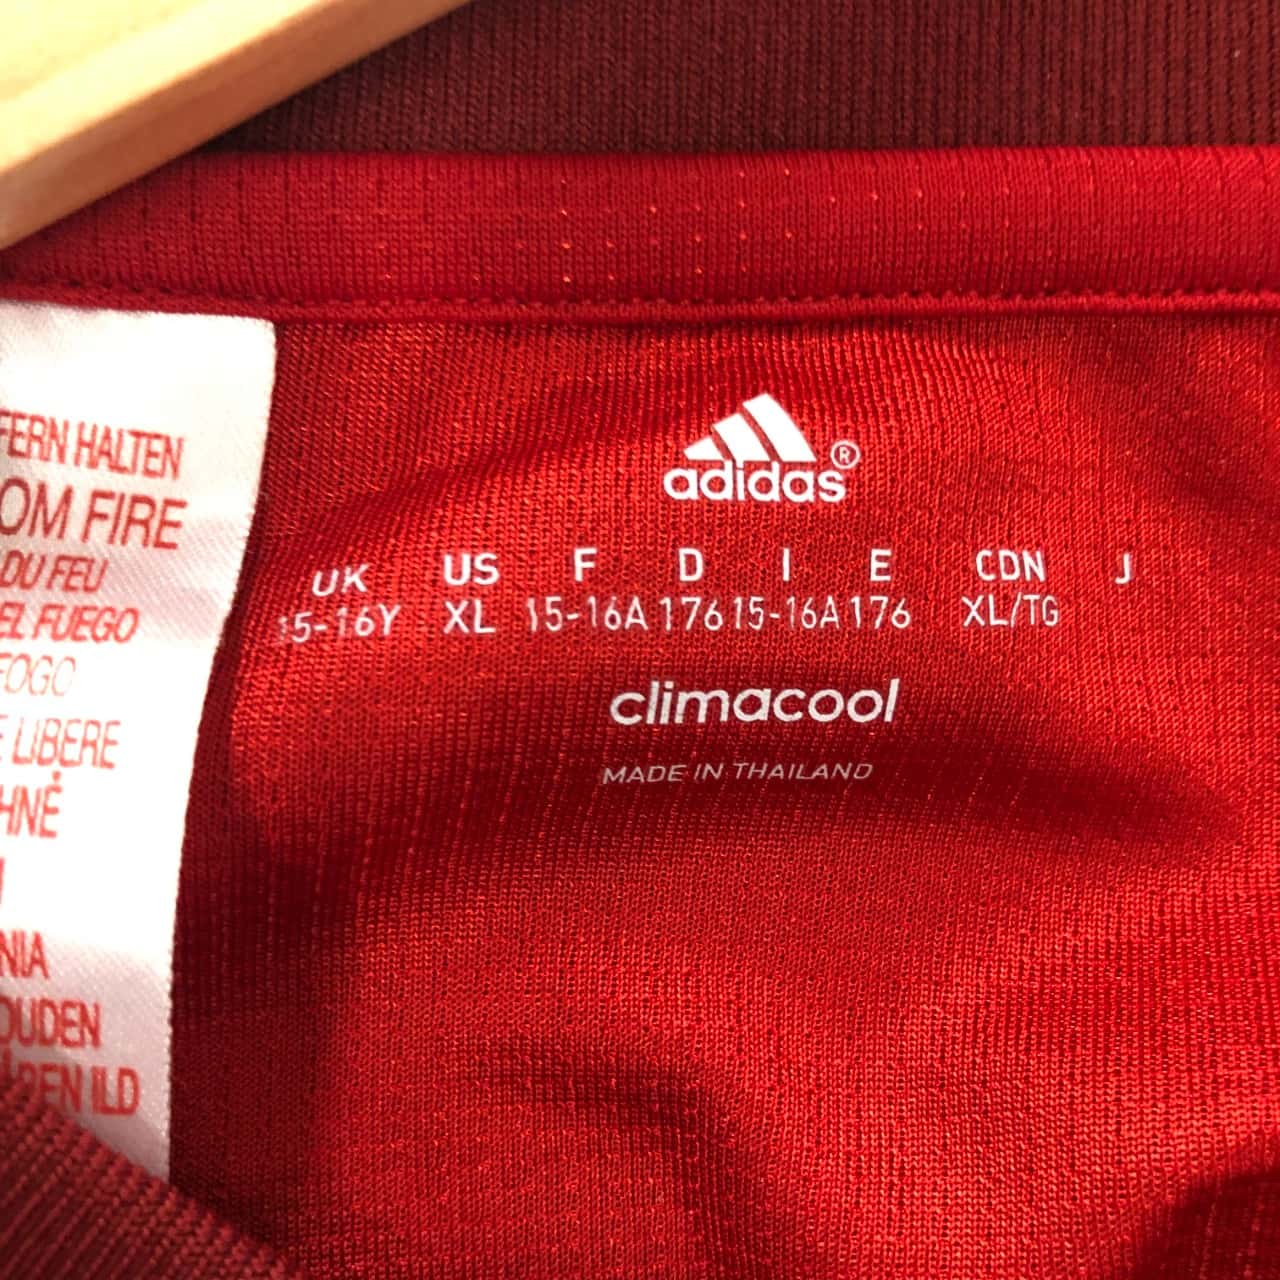 FERN HALTEN
OM FIRE
DU FEU
EL FUEGO
FOGO
E LIBERE
HNĖ
NIA
OUDEN
PEN ILD
adidas®
UK US F D I E CDN J
15-16Y XL 15-16A 176 15-16A 176 XL/TG
climacool
MADE IN THAILAND